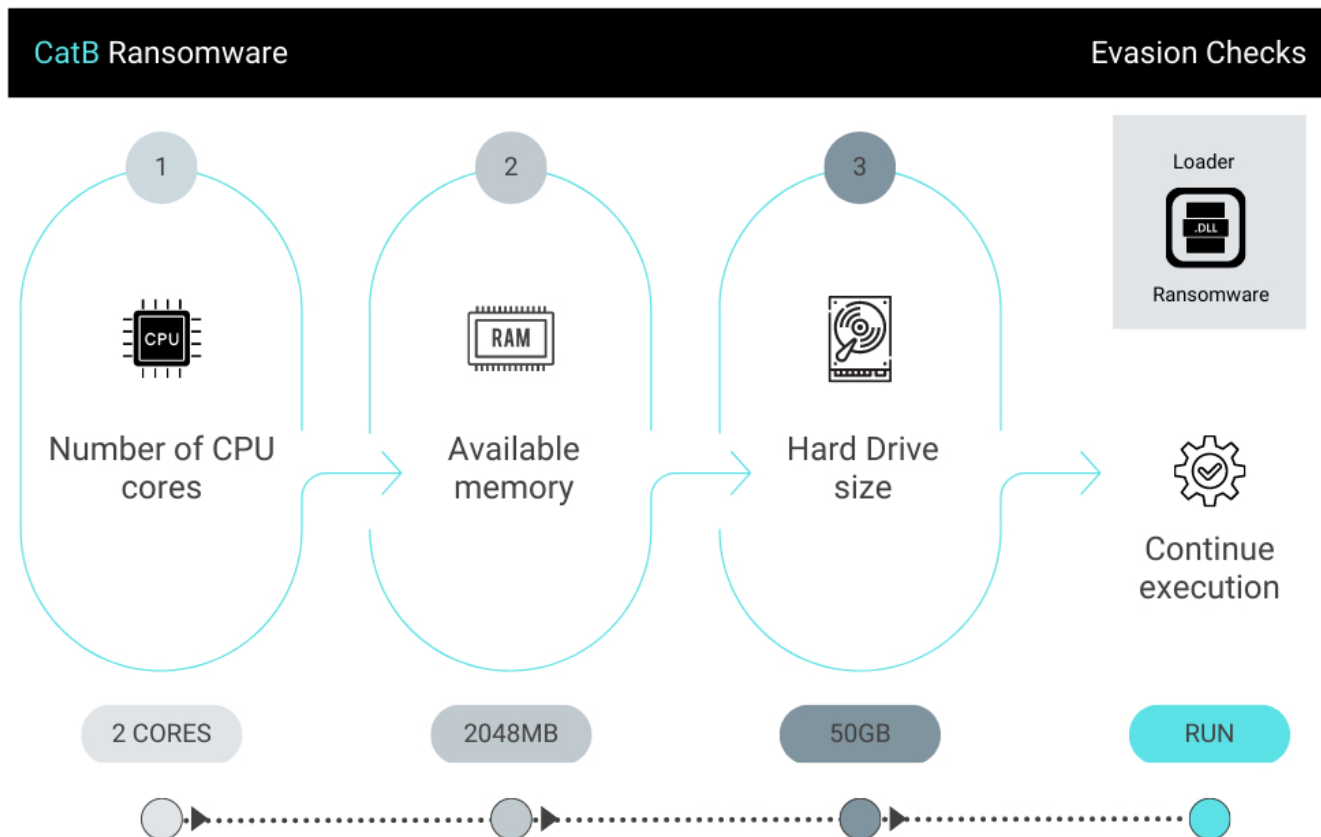 CatB Ransomware
Evasion Checks
1
2
3
Loader
.DLL
Ransomware
CPU
RAM
Number of CPU
cores
Available
memory
Hard Drive
size
Continue
execution
2 CORES
2048MB
50GB
RUN